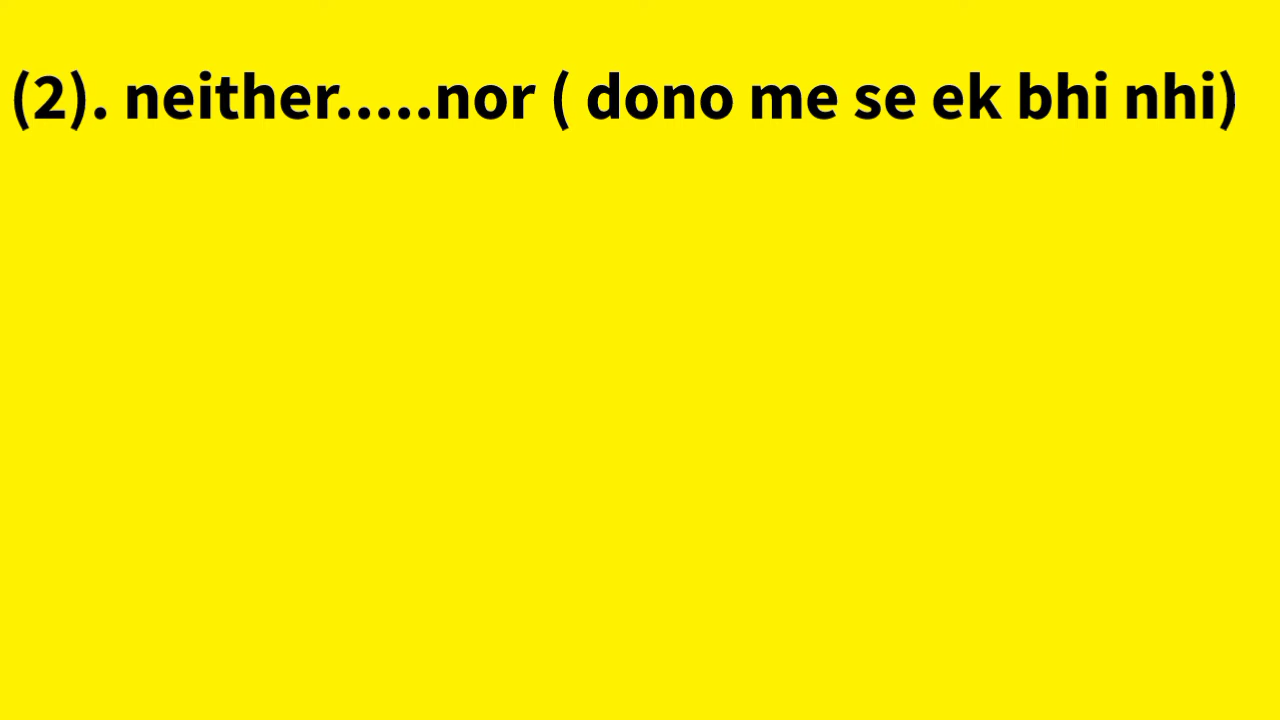 (2). neither.....nor ( dono me se ek bhi nhi)